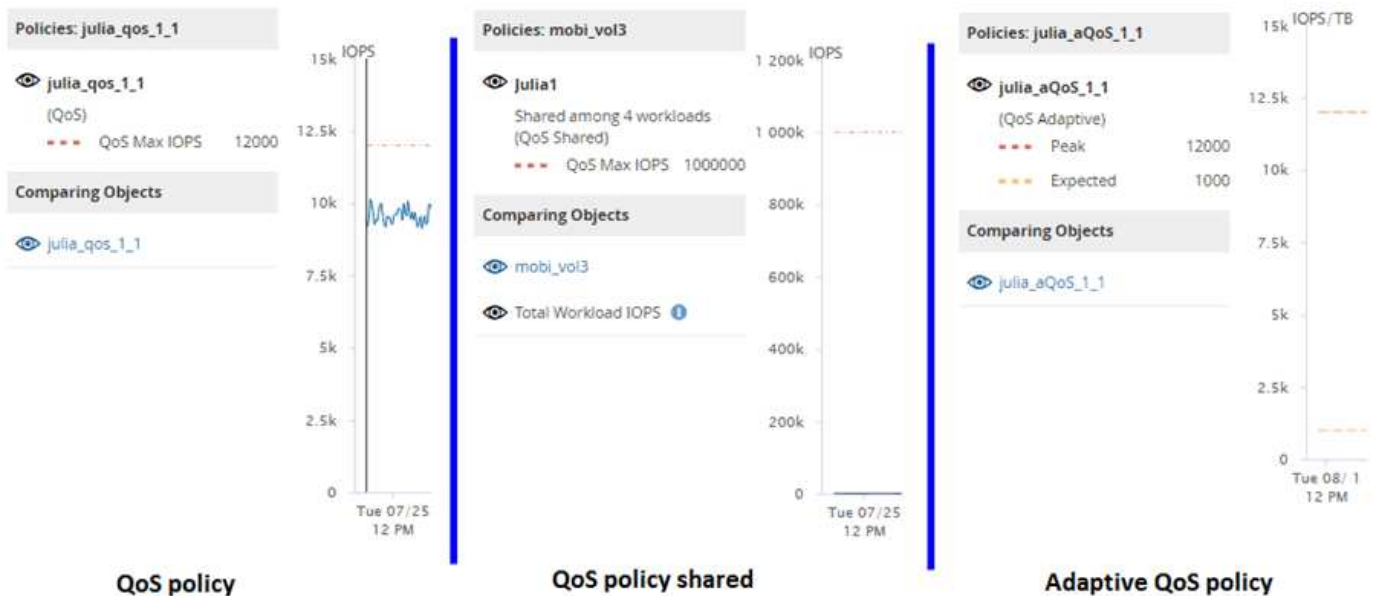 Policies: julia_qos_1_1
julia_qos_1_1
(QoS)
QoS Max IOPS 12000
Comparing Objects
julia_qos_1_1
IOPS
15k
12.5k
10k
7.5k
5k
2.5k
0
Tue 07/25
12 PM
QoS policy
Policies: mobi_vol3
Julia1
Shared among 4 workloads
(QoS Shared)
QoS Max IOPS 1000000
Comparing Objects
mobi_vol3
Total Workload IOPS i
IOPS
1 200k
1 000k
800k
600k
400k
200k
0
Tue 07/25
12 PM
QoS policy shared
Policies: julia_aQoS_1_1
julia_aQoS_1_1
(QoS Adaptive)
Peak 12000
Expected 1000
Comparing Objects
julia_aQoS_1_1
IOPS/TB
15k
12.5k
10k
7.5k
5k
2.5k
0
Tue 08/ 1
12 PM
Adaptive QoS policy